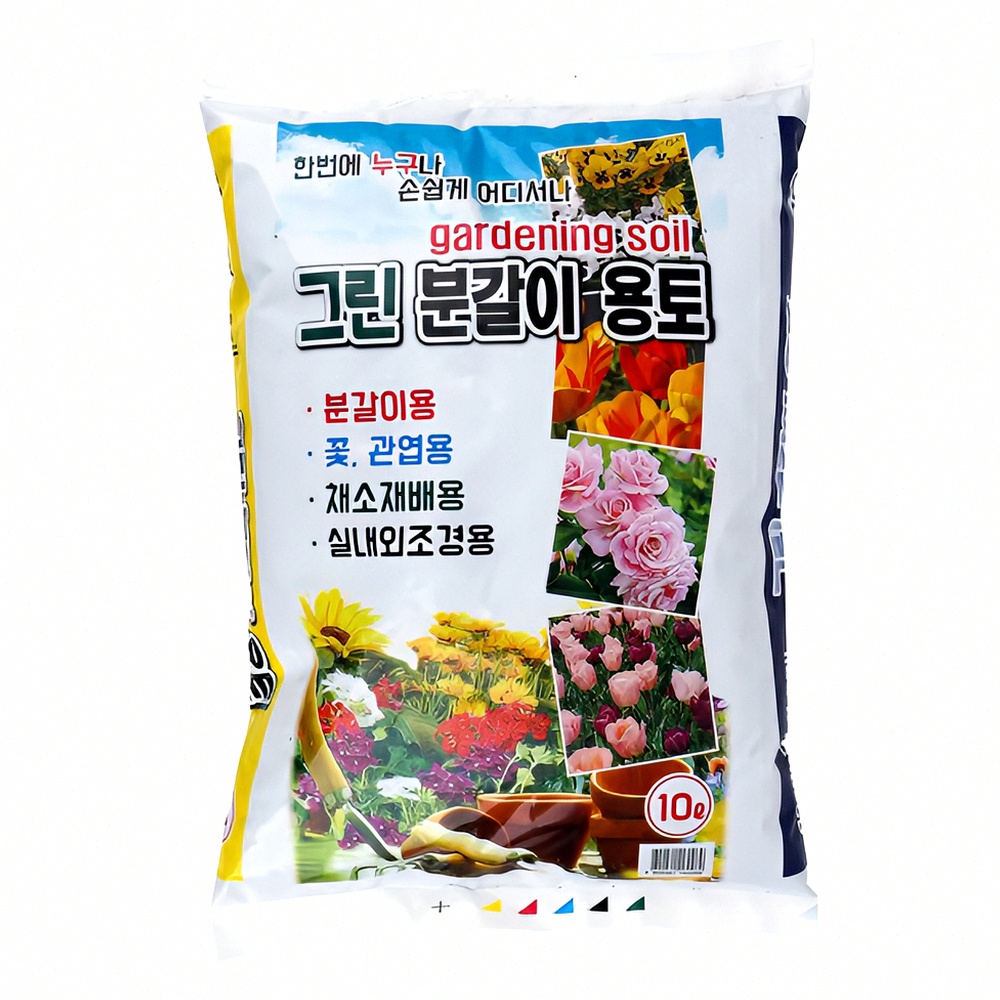 한번에 누구나
손쉽게 어디서나
gardening soil
그린 분갈이 용토
· 분갈이용
· 꽃, 관엽용
· 채소재배용
· 실내외조경용
10ℓ